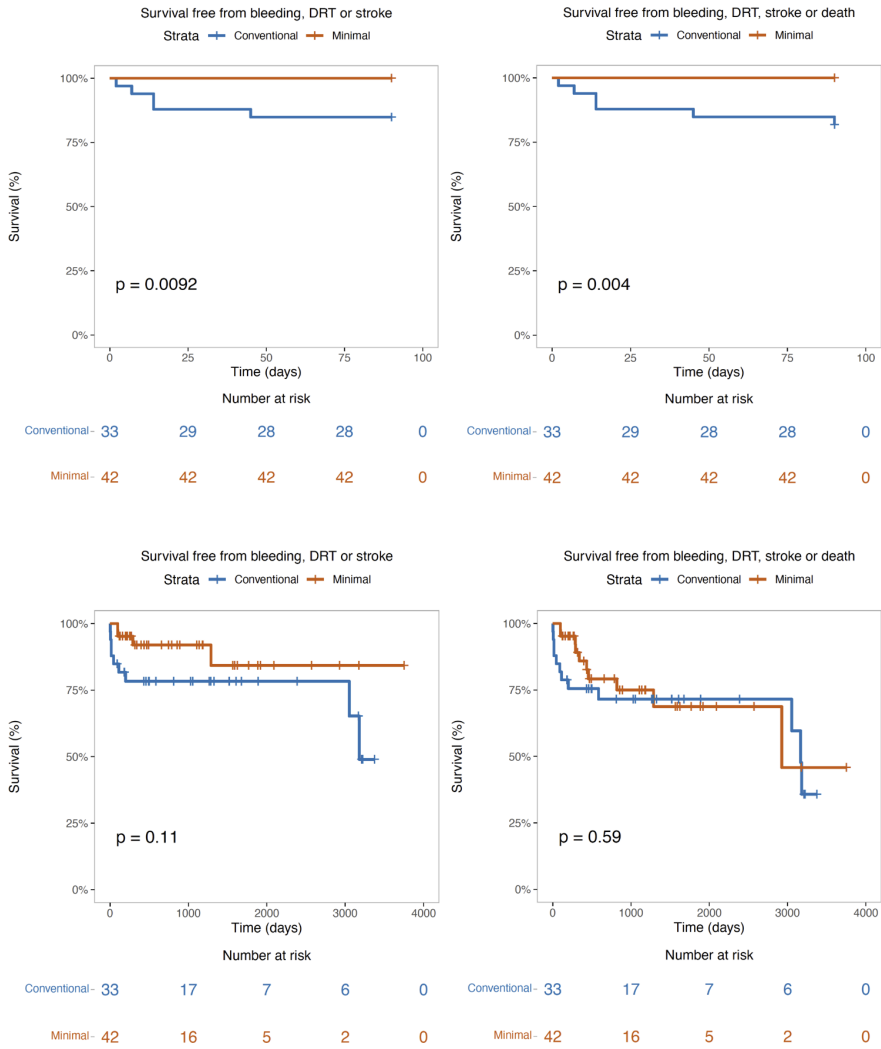 Survival free from bleeding, DRT or stroke
Strata Conventional Minimal
100%
75%
50%
25%
0%
Survival (%)
p = 0.0092
0 25 50 75 100
Time (days)
Number at risk
Conventional 33 29 28 28 0
Minimal 42 42 42 42 0
Survival free from bleeding, DRT, stroke or death
Strata Conventional Minimal
100%
75%
50%
25%
0%
Survival (%)
p = 0.004
0 25 50 75 100
Time (days)
Number at risk
Conventional 33 29 28 28 0
Minimal 42 42 42 42 0
Survival free from bleeding, DRT or stroke
Strata Conventional Minimal
100%
75%
50%
25%
0%
Survival (%)
p = 0.11
0 1000 2000 3000 4000
Time (days)
Number at risk
Conventional 33 17 7 6 0
Minimal 42 16 5 2 0
Survival free from bleeding, DRT, stroke or death
Strata Conventional Minimal
100%
75%
50%
25%
0%
Survival (%)
p = 0.59
0 1000 2000 3000 4000
Time (days)
Number at risk
Conventional 33 17 7 6 0
Minimal 42 16 5 2 0